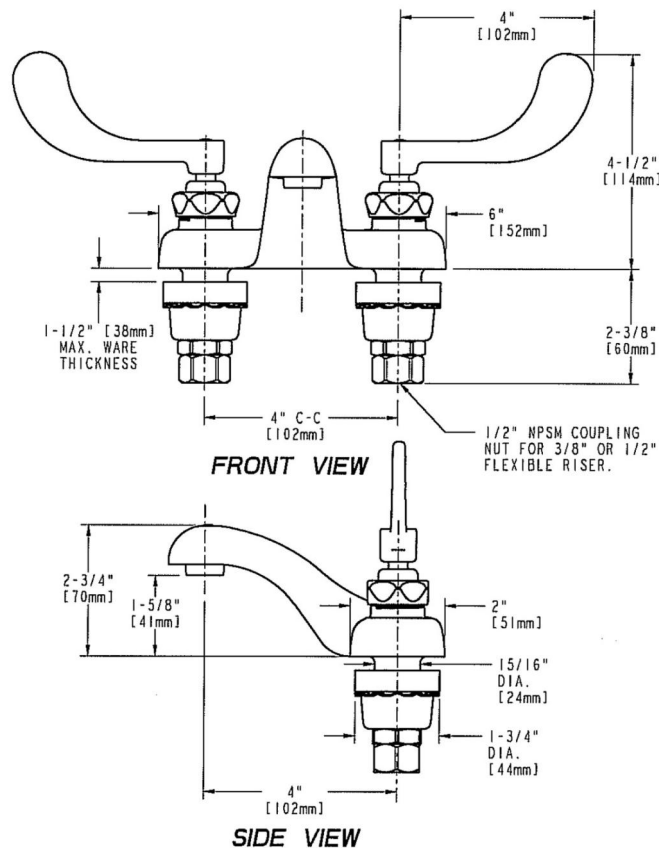 4"
[102mm]
4-1/2"
[114mm]
6"
[152mm]
1-1/2" [38mm]
MAX. WARE
THICKNESS
2-3/8"
[60mm]
4" C-C
[102mm]
1/2" NPSM COUPLING
NUT FOR 3/8" OR 1/2"
FLEXIBLE RISER.
FRONT VIEW
2-3/4"
[70mm]
1-5/8"
[41mm]
2"
[51mm]
15/16"
DIA.
[24mm]
1-3/4"
DIA.
[44mm]
4"
[102mm]
SIDE VIEW